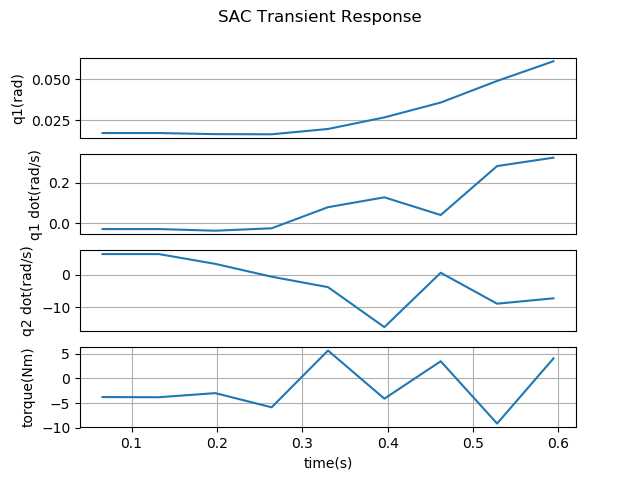 SAC Transient Response
q1(rad)
0.050
0.025
q1 dot(rad/s)
0.2
0.0
q2 dot(rad/s)
0
−10
torque(Nm)
5
0
−5
−10
0.1 0.2 0.3 0.4 0.5 0.6
time(s)